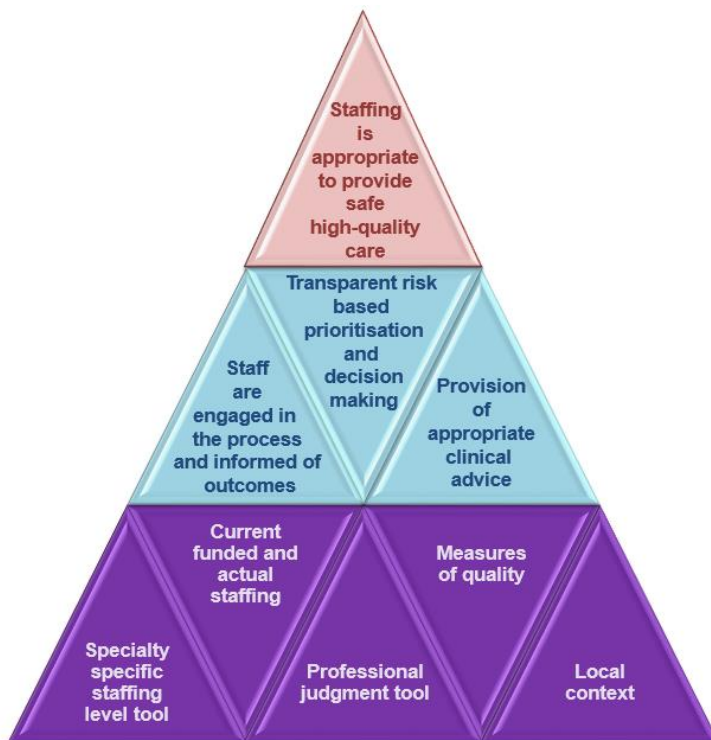 Staffing
is
appropriate
to provide
safe
high-quality
care
Transparent risk
based
prioritisation
and
decision
making
Staff
are
engaged in
the process
and informed of
outcomes
Provision
of
appropriate
clinical
advice
Current
funded and
actual
staffing
Measures
of quality
Specialty
specific
staffing
level tool
Professional
judgment tool
Local
context